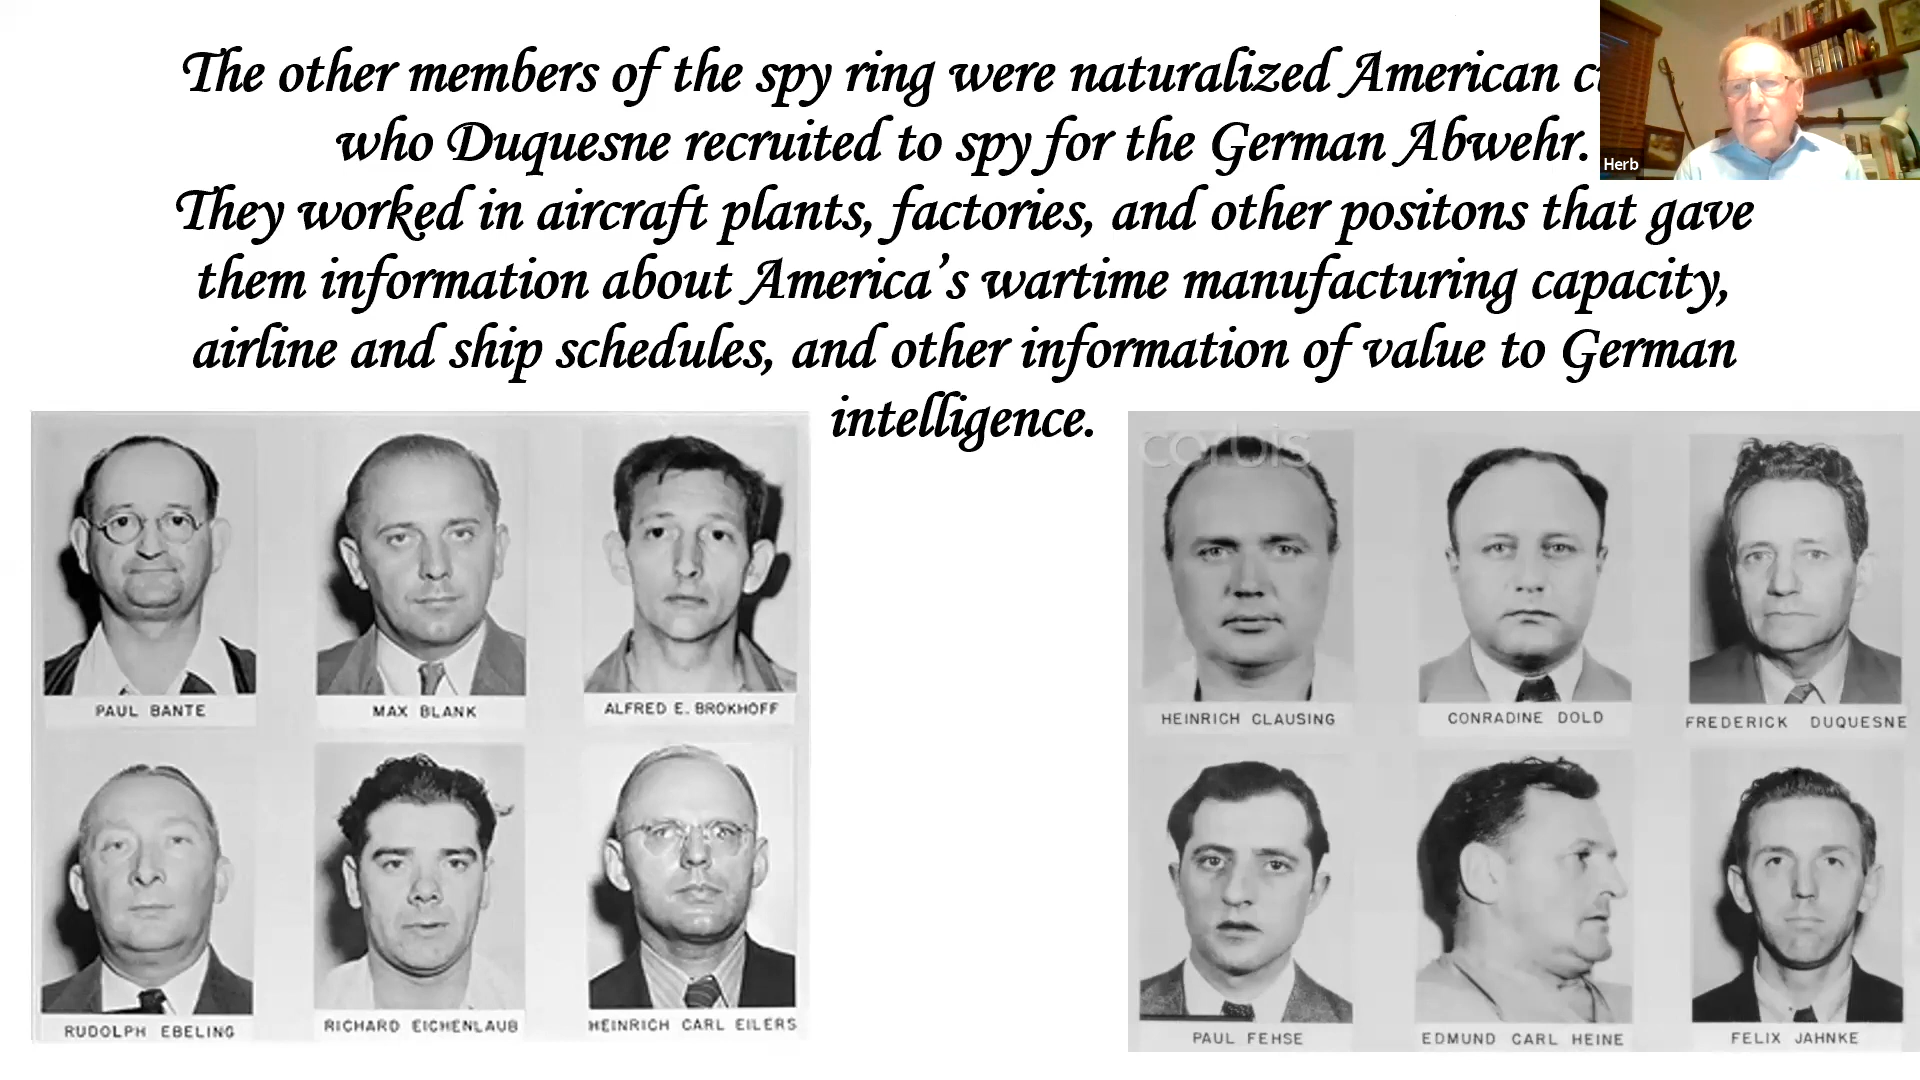 The other members of the spy ring were naturalized American
who Duquesne recruited to spy for the German Abwehr.
They worked in aircraft plants, factories, and other positons that gave
them information about America's wartime manufacturing capacity,
airline and ship schedules, and other information of value to German
intelligence.
Herb
PAUL BANTE
MAX BLANK
ALFRED E. BROKHOFF
RUDOLPH EBELING
RICHARD EICHENLAUB
HEINRICH CARL EILERS
corbis
HEINRICH CLAUSING
CONRADINE DOLD
FREDERICK DUQUESNE
PAUL FEHSE
EDMUND CARL HEINE
FELIX JAHNKE